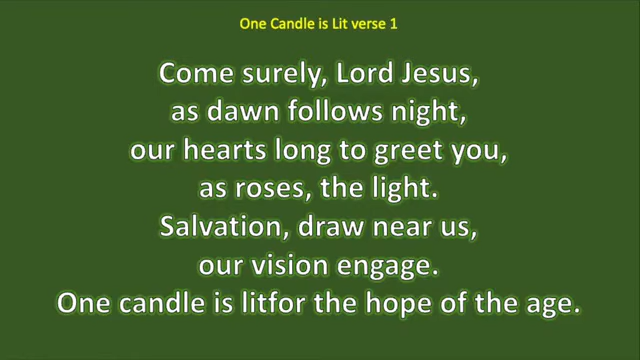 One Candle is Lit verse 1
Come surely, Lord Jesus,
as dawn follows night,
our hearts long to greet you,
as roses, the light.
Salvation, draw near us,
our vision engage.
One candle is litfor the hope of the age.